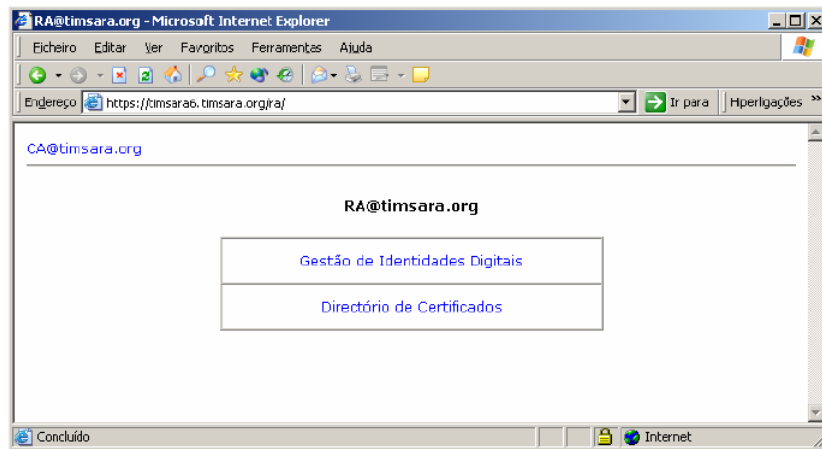 RA@timsara.org - Microsoft Internet Explorer
Ficheiro Editar Ver Favoritos Ferramentas Ajuda
Endereço https://timsara6.timsara.org/ra/ Ir para Hiperligações »
CA@timsara.org
RA@timsara.org
Gestão de Identidades Digitais
Directório de Certificados
Concluído Internet